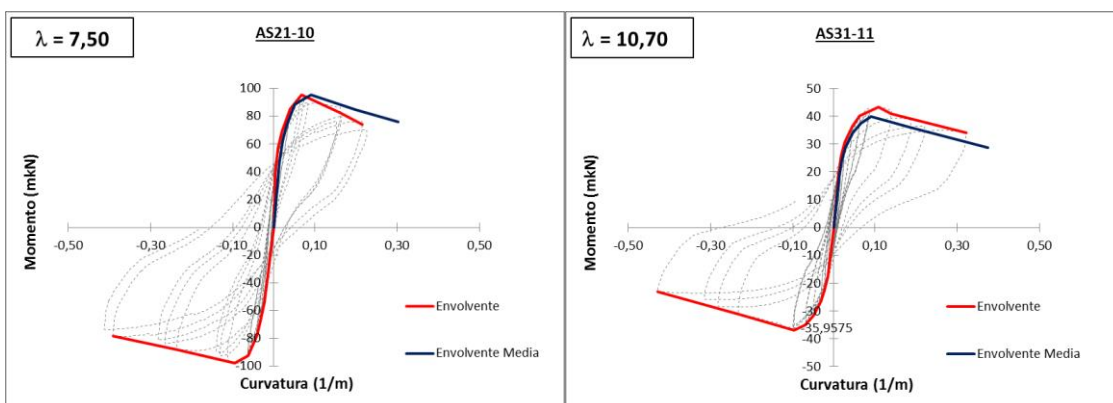 λ = 7,50
AS21-10
Momento (mkN)
100
80
60
40
20
0
-20
-40
-60
-80
-100
-0,50 -0,30 -0,10 0,10 0,30 0,50
Envolvente
Envolvente Media
Curvatura (1/m)
λ = 10,70
AS31-11
Momento (mkN)
50
40
30
20
10
0
-10
-20
-30
-40
-50
-0,50 -0,30 -0,10 0,10 0,30 0,50
-35,9575
Envolvente
Envolvente Media
Curvatura (1/m)